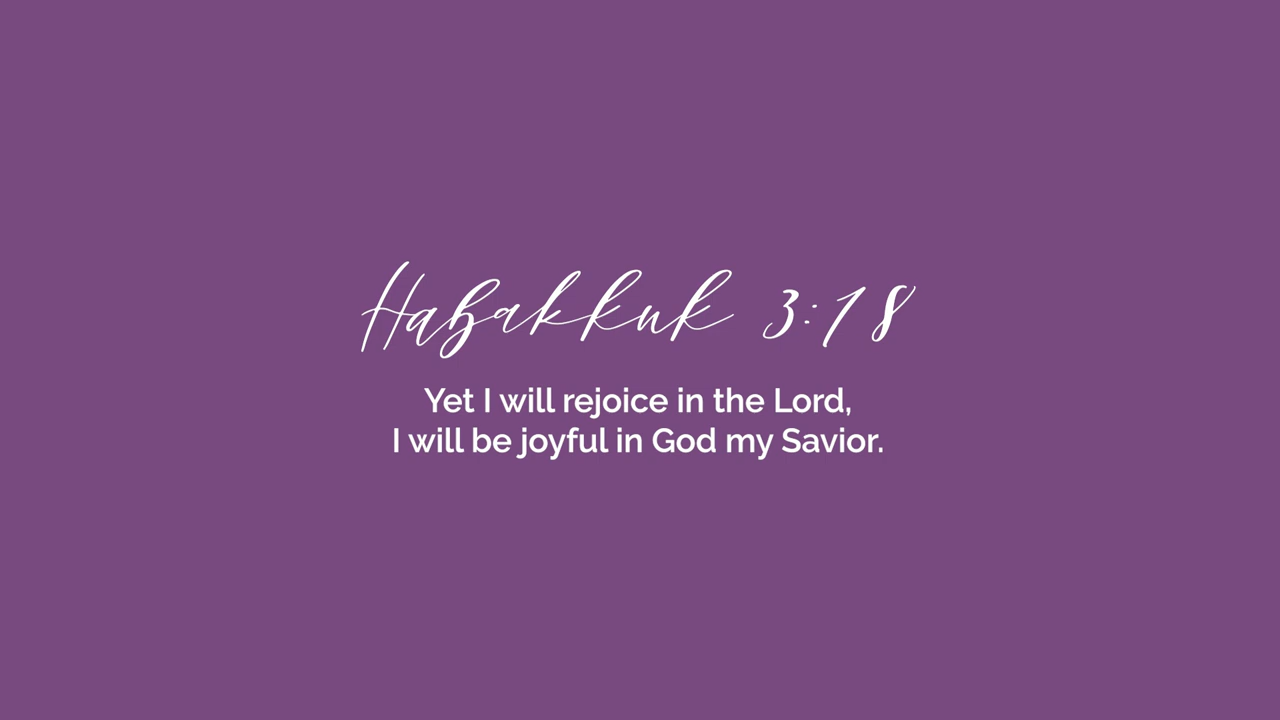 Habakkuk 3:18
Yet I will rejoice in the Lord,
I will be joyful in God my Savior.